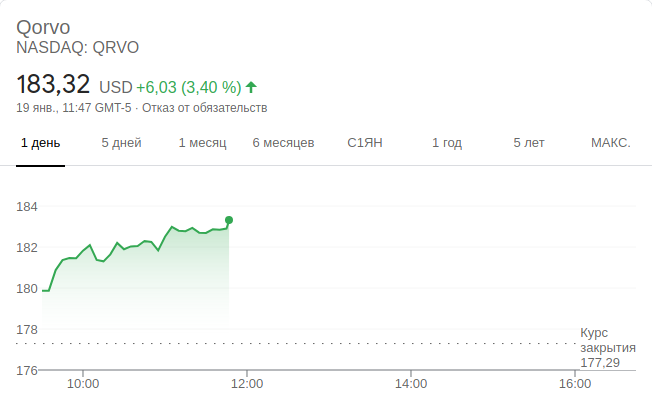 Qorvo
NASDAQ: QRVO
183,32 USD +6,03 (3,40 %)
19 янв., 11:47 GMT-5 · Отказ от обязательств
1 день 5 дней 1 месяц 6 месяцев С1ЯН 1 год 5 лет МАКС.
184
182
180
178
Курс
закрытия
177,29
176
10:00 12:00 14:00 16:00